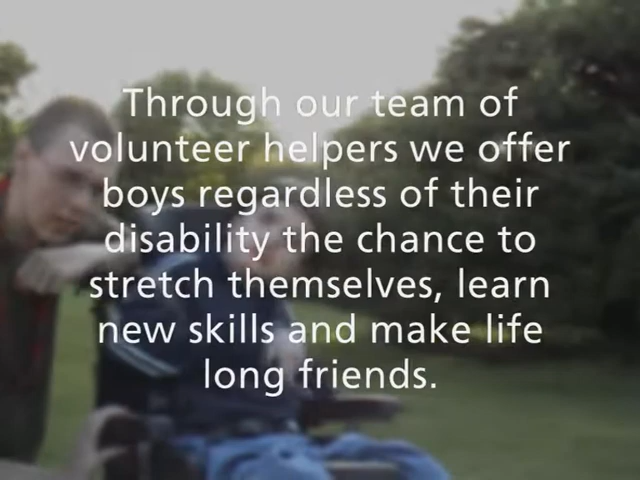 Through our team of
volunteer helpers we offer
boys regardless of their
disability the chance to
stretch themselves, learn
new skills and make life
long friends.